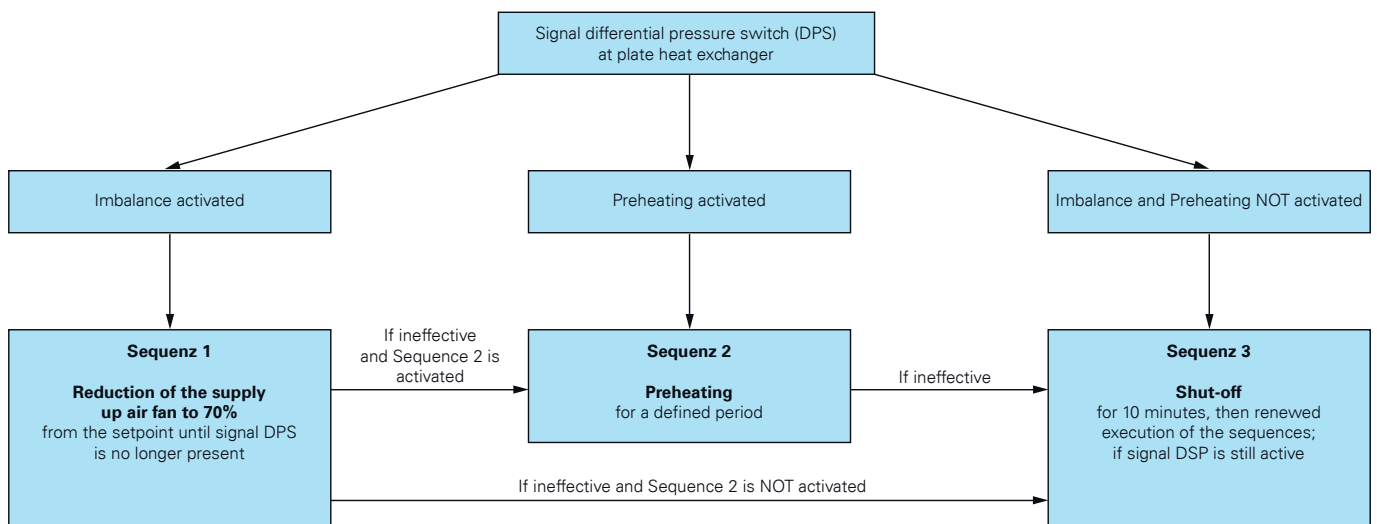 Signal differential pressure switch (DPS)
at plate heat exchanger
Imbalance activated
Preheating activated
Imbalance and Preheating NOT activated
Sequenz 1
Reduction of the supply
up air fan to 70%
from the setpoint until signal DPS
is no longer present
If ineffective
and Sequence 2 is
activated
Sequenz 2
Preheating
for a defined period
If ineffective
Sequenz 3
Shut-off
for 10 minutes, then renewed
execution of the sequences;
if signal DSP is still active
If ineffective and Sequence 2 is NOT activated